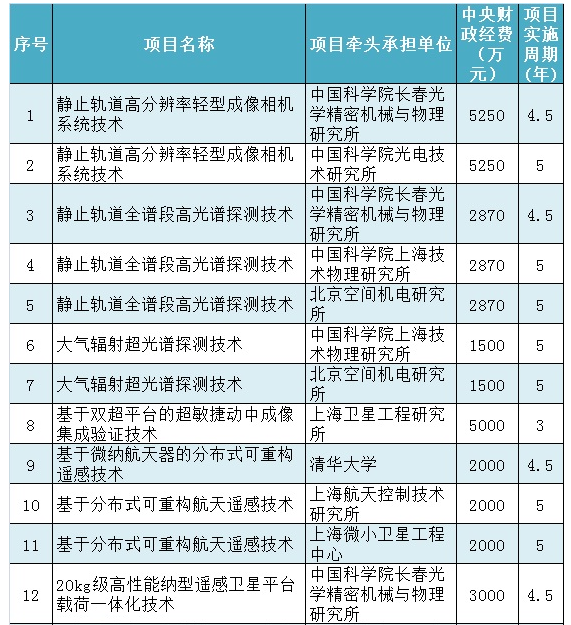 序号 项目名称 项目牵头承担单位 中央财政经费（万元） 项目实施周期(年)
1 静止轨道高分辨率轻型成像相机系统技术 中国科学院长春光学精密机械与物理研究所 5250 4.5
2 静止轨道高分辨率轻型成像相机系统技术 中国科学院光电技术研究所 5250 5
3 静止轨道全谱段高光谱探测技术 中国科学院长春光学精密机械与物理研究所 2870 4.5
4 静止轨道全谱段高光谱探测技术 中国科学院上海技术物理研究所 2870 5
5 静止轨道全谱段高光谱探测技术 北京空间机电研究所 2870 5
6 大气辐射超光谱探测技术 中国科学院上海技术物理研究所 1500 5
7 大气辐射超光谱探测技术 北京空间机电研究所 1500 5
8 基于双超平台的超敏捷动中成像集成验证技术 上海卫星工程研究所 5000 3
9 基于微纳航天器的分布式可重构遥感技术 清华大学 2000 4.5
10 基于分布式可重构航天遥感技术 上海航天控制技术研究所 2000 5
11 基于分布式可重构航天遥感技术 上海微小卫星工程中心 2000 5
12 20kg级高性能纳型遥感卫星平台载荷一体化技术 中国科学院长春光学精密机械与物理研究所 3000 4.5